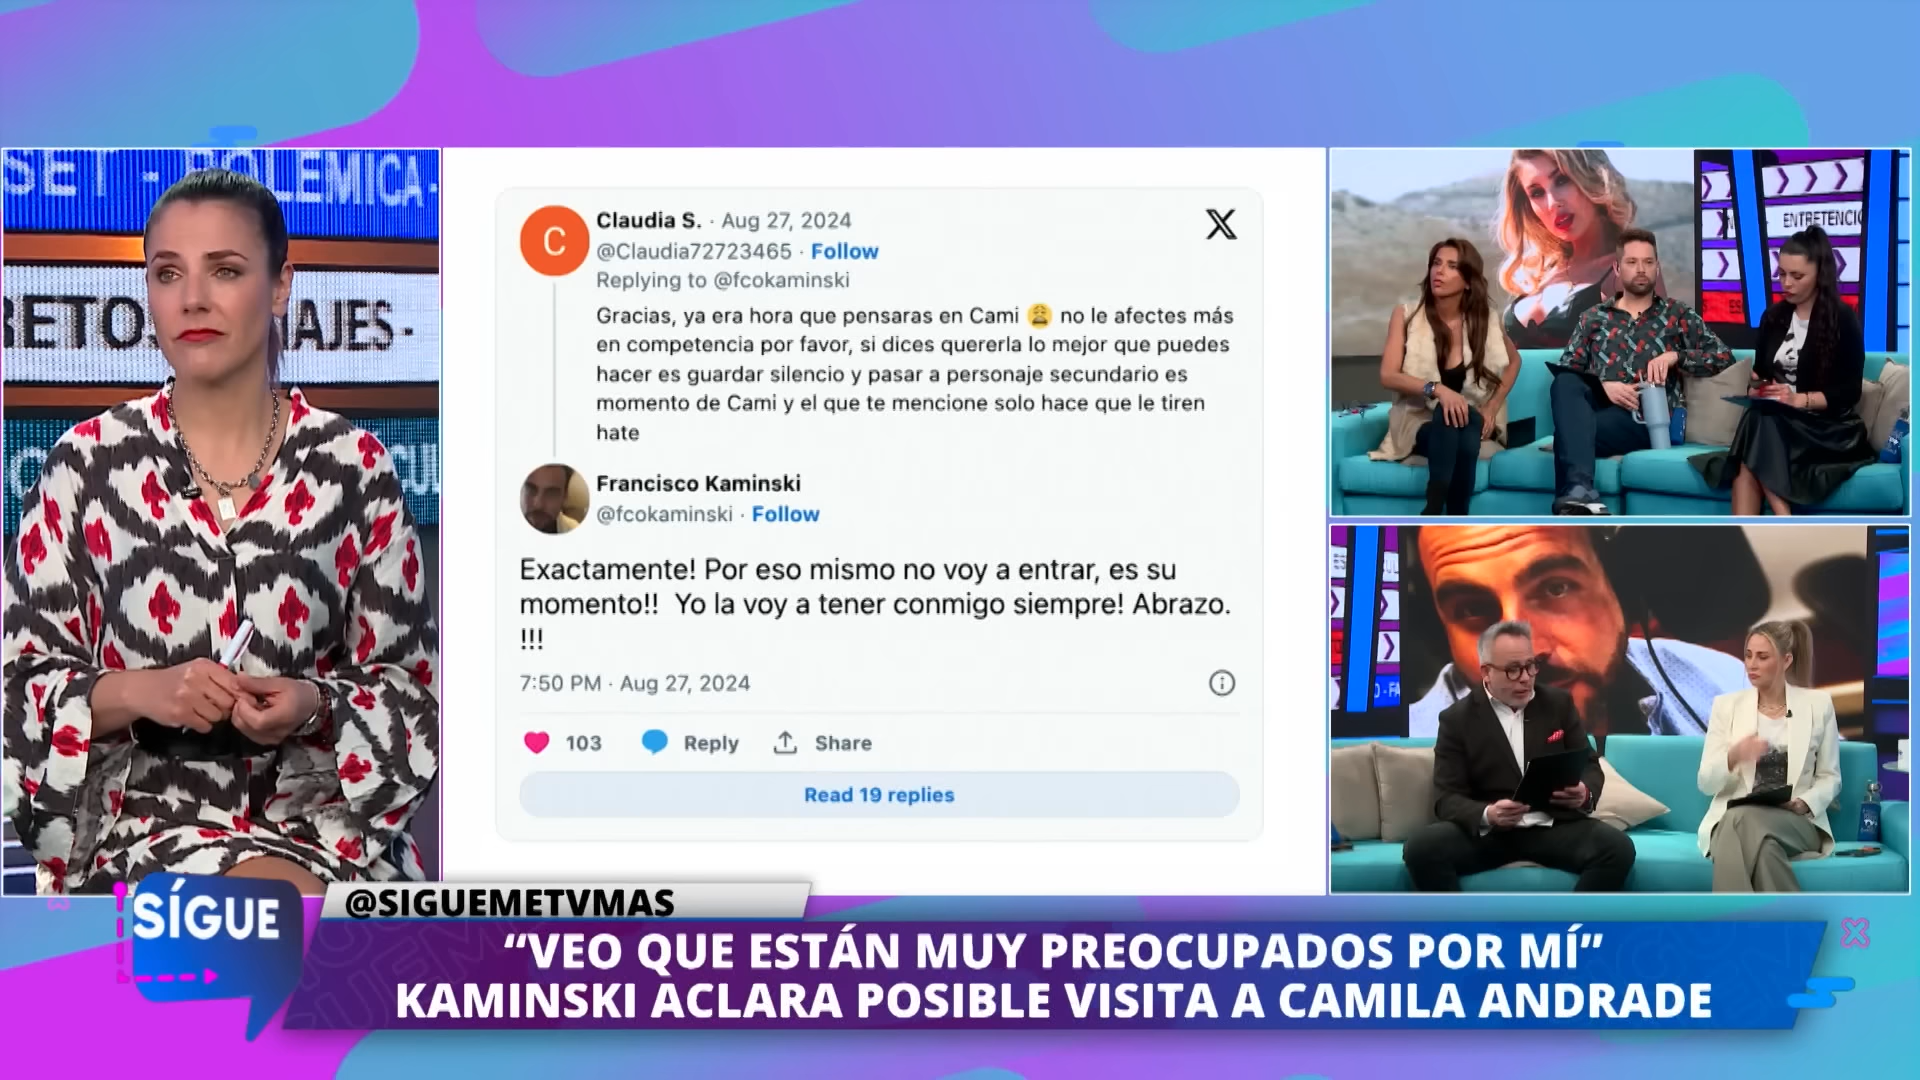 SET - POLEMICA -
RETOS
AJES -
Claudia S. · Aug 27, 2024
@Claudia72723465 · Follow
Replying to @fcokaminski
Gracias, ya era hora que pensaras en Cami 😩 no le afectes más
en competencia por favor, si dices quererla lo mejor que puedes
hacer es guardar silencio y pasar a personaje secundario es
momento de Cami y el que te mencione solo hace que le tiren
hate
Francisco Kaminski
@fcokaminski · Follow
Exactamente! Por eso mismo no voy a entrar, es su
momento!! Yo la voy a tener conmigo siempre! Abrazo.
!!!
7:50 PM · Aug 27, 2024
103 Reply Share
Read 19 replies
ENTRETENCIO
SÍGUE
@SIGUEMETVMAS
“VEO QUE ESTÁN MUY PREOCUPADOS POR MÍ”
KAMINSKI ACLARA POSIBLE VISITA A CAMILA ANDRADE